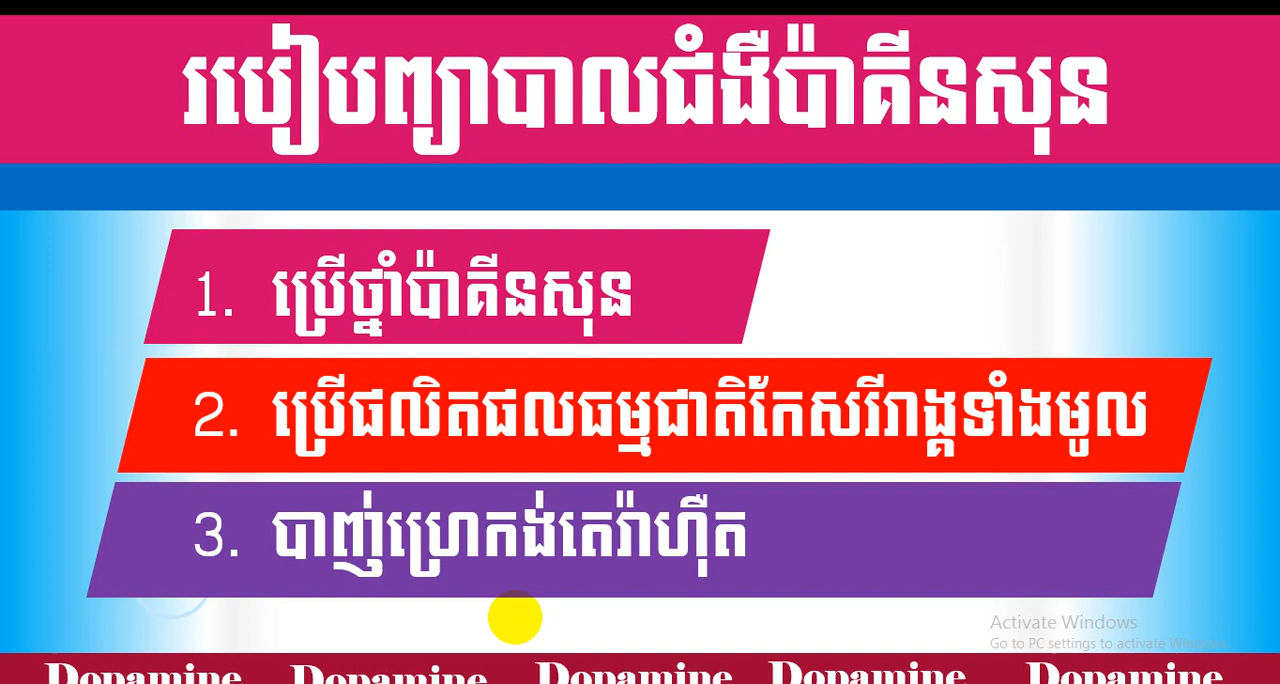 របៀបព្យាបាលជំងឺប៉ាគីនសុន
1. ប្រើថ្នាំប៉ាគីនសុន
2. ប្រើផលិតផលធម្មជាតិកែសរីរាង្គទាំងមូល
3. បាញ់ហ្រេកង់តេរ៉ាហ៊ឺត
Activate Windows
Go to PC settings to activate Windows.
Dopamine Dopamine Dopamine Dopamine Dopamine